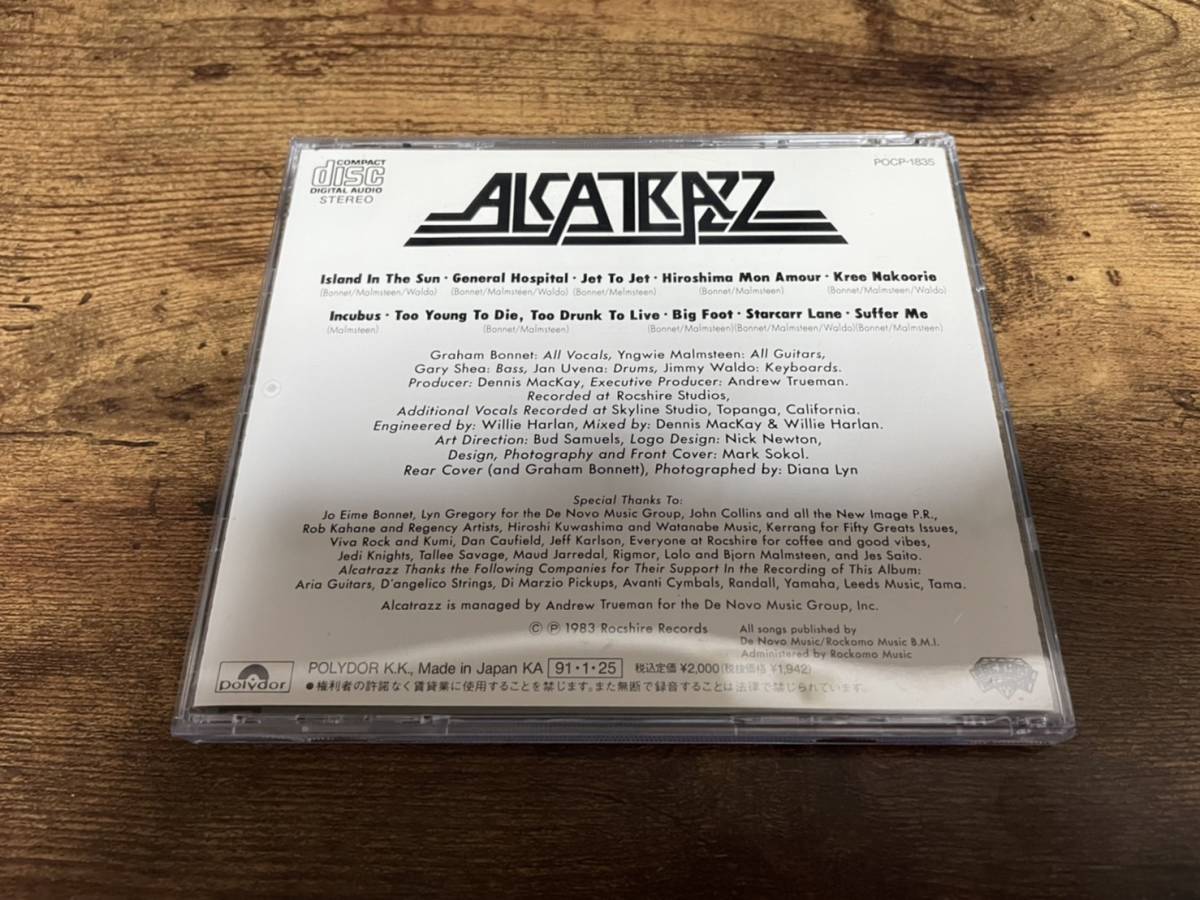 COMPACT
disc
DIGITAL AUDIO
STEREO
POCP-1835
ALCATRAZZ
Island In The Sun · General Hospital · Jet To Jet · Hiroshima Mon Amour · Kree Nakoorie
(Bonnet/Malmsteen/Waldo) (Bonnet/Malmsteen/Waldo) (Bonnet/Melmsteen) (Bonnet/Malmsteen) (Bonnet/Malmsteen/Waldo)
Incubus · Too Young To Die, Too Drunk To Live · Big Foot · Starcarr Lane · Suffer Me
(Malmsteen) (Bonnet/Malmsteen) (Bonnet/Malmsteen)(Bonnet/Malmsteen/Waldo)(Bonnet/Malmsteen)
Graham Bonnet: All Vocals, Yngwie Malmsteen: All Guitars,
Gary Shea: Bass, Jan Uvena: Drums, Jimmy Waldo: Keyboards.
Producer: Dennis MacKay, Executive Producer: Andrew Trueman.
Recorded at Rocshire Studios,
Additional Vocals Recorded at Skyline Studio, Topanga, California.
Engineered by: Willie Harlan, Mixed by: Dennis MacKay & Willie Harlan.
Art Direction: Bud Samuels, Logo Design: Nick Newton,
Design, Photography and Front Cover: Mark Sokol.
Rear Cover (and Graham Bonnett), Photographed by: Diana Lyn
Special Thanks To:
Jo Eime Bonnet, Lyn Gregory for the De Novo Music Group, John Collins and all the New Image P.R.,
Rob Kahane and Regency Artists, Hiroshi Kuwashima and Watanabe Music, Kerrang for Fifty Greats Issues,
Viva Rock and Kumi, Dan Caufield, Jeff Karlson, Everyone at Rocshire for coffee and good vibes,
Jedi Knights, Tallee Savage, Maud Jarredal, Rigmor, Lolo and Bjorn Malmsteen, and Jes Saito.
Alcatrazz Thanks the Following Companies for Their Support In the Recording of This Album:
Aria Guitars, D'angelico Strings, Di Marzio Pickups, Avanti Cymbals, Randall, Yamaha, Leeds Music, Tama.
Alcatrazz is managed by Andrew Trueman for the De Novo Music Group, Inc.
© ℗ 1983 Rocshire Records
All songs published by
De Novo Music/Rockomo Music B.M.I.
Administered by Rockomo Music
polydor
POLYDOR K.K., Made in Japan KA 91·1·25 税込定価 ¥2,000(税抜価格 ¥1,942)
●権利者の許諾なく賃貸業に使用することを禁じます。また無断で録音することは法律で禁じられています。